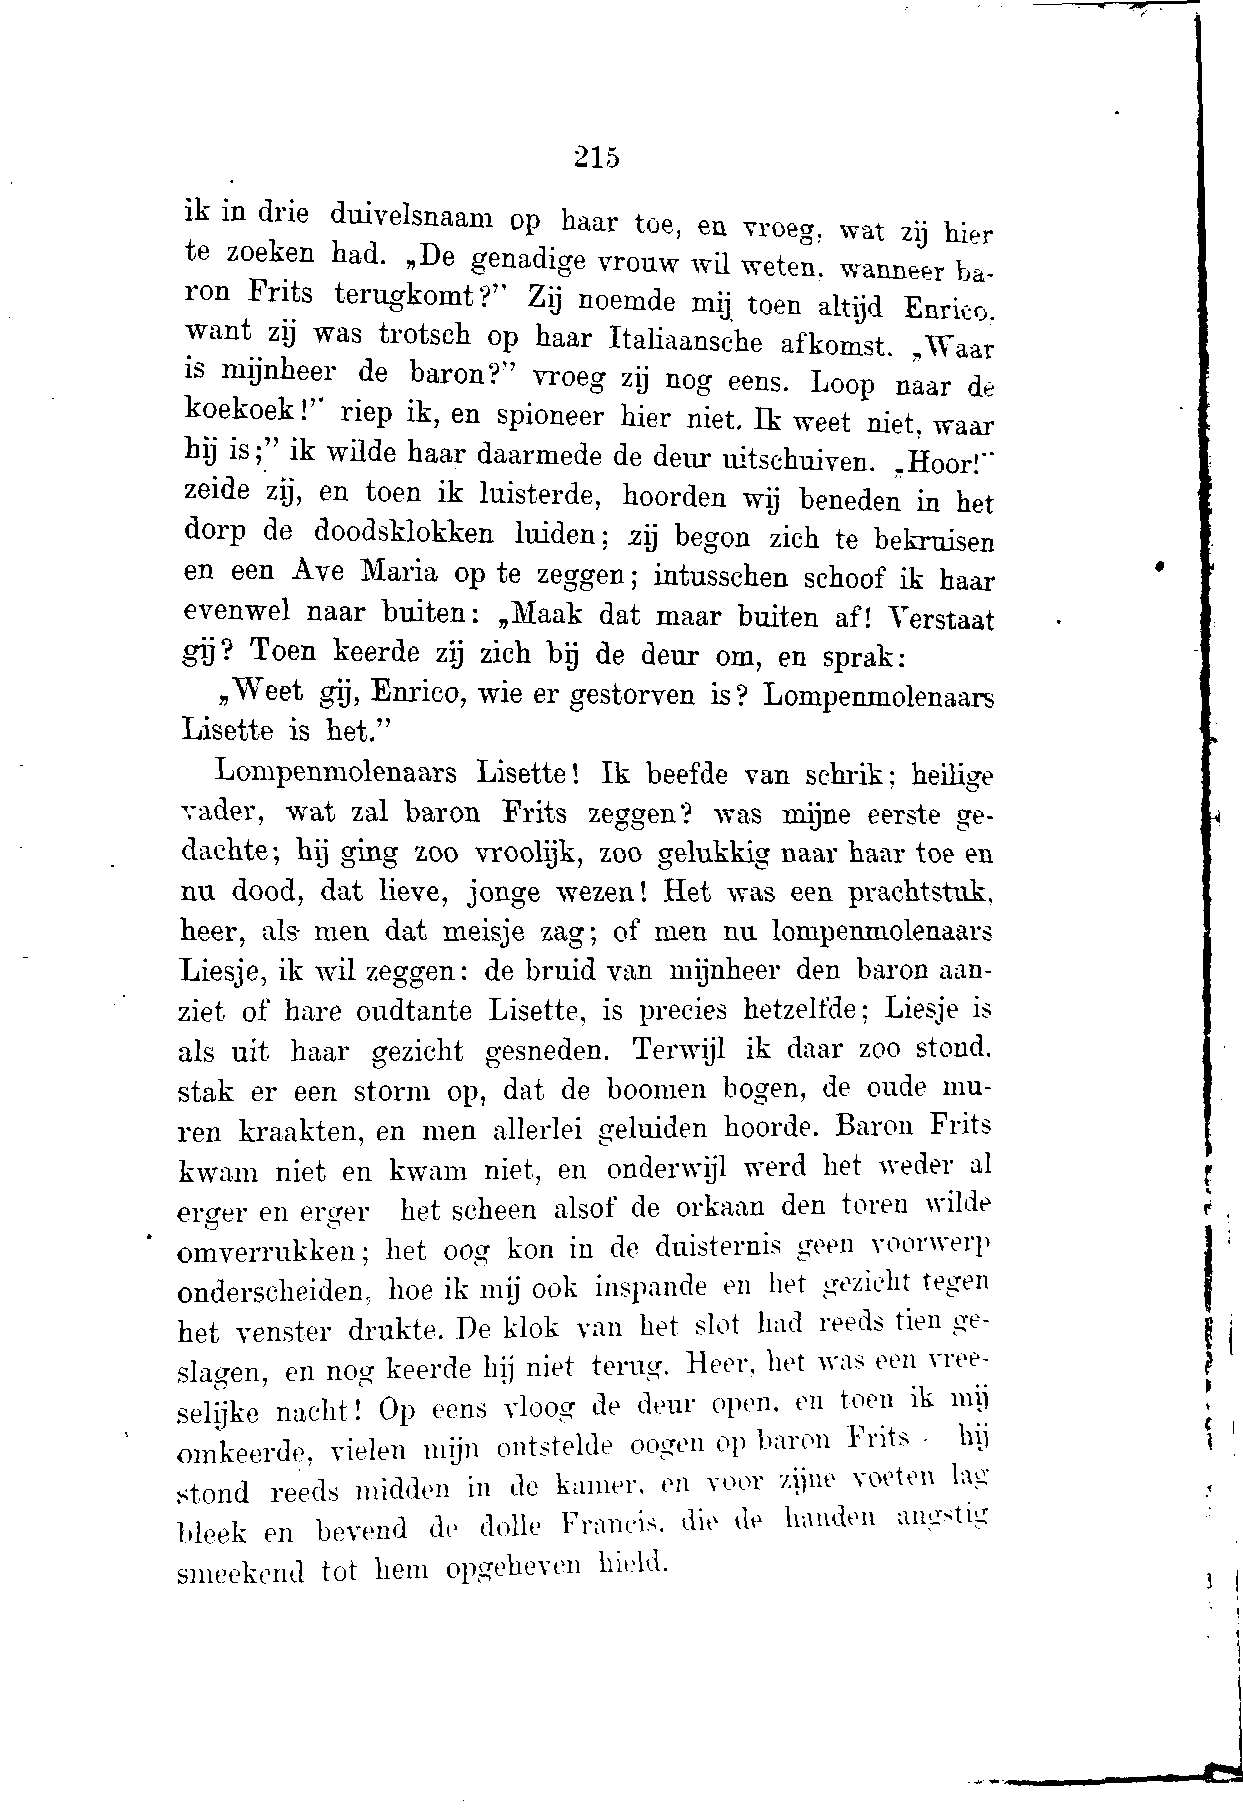 215
ik in drie duivelsnaam op haar toe, en vroeg, wat zij hier
te zoeken had. „De genadige vrouw wil weten, wanneer ba-
ron Frits terugkomt?” Zij noemde mij toen altijd Enrico,
want zij was trotsch op haar Italiaansche afkomst. „Waar
is mijnheer de baron?” vroeg zij nog eens. Loop naar de
koekoek!” riep ik, en spioneer hier niet. Ik weet niet, waar
hij is;” ik wilde haar daarmede de deur uitschuiven. „Hoor!”
zeide zij, en toen ik luisterde, hoorden wij beneden in het
dorp de doodsklokken luiden; zij begon zich te bekruisen
en een Ave Maria op te zeggen; intusschen schoof ik haar
evenwel naar buiten: „Maak dat maar buiten af! Verstaat
gij? Toen keerde zij zich bij de deur om, en sprak:
„Weet gij, Enrico, wie er gestorven is? Lompenmolenaars
Lisette is het.”
Lompenmolenaars Lisette! Ik beefde van schrik; heilige
vader, wat zal baron Frits zeggen? was mijne eerste ge-
dachte; hij ging zoo vroolijk, zoo gelukkig naar haar toe en
nu dood, dat lieve, jonge wezen! Het was een prachtstuk,
heer, als men dat meisje zag; of men nu lompenmolenaars
Liesje, ik wil zeggen: de bruid van mijnheer den baron aan-
ziet of hare oudtante Lisette, is precies hetzelfde; Liesje is
als uit haar gezicht gesneden. Terwijl ik daar zoo stond,
stak er een storm op, dat de boomen bogen, de oude mu-
ren kraakten, en men allerlei geluiden hoorde. Baron Frits
kwam niet en kwam niet, en onderwijl werd het weder al
erger en erger het scheen alsof de orkaan den toren wilde
omverrukken; het oog kon in de duisternis geen voorwerp
onderscheiden, hoe ik mij ook inspande en het gezicht tegen
het venster drukte. De klok van het slot had reeds tien ge-
slagen, en nog keerde hij niet terug. Heer, het was een vree-
selijke nacht! Op eens vloog de deur open, en toen ik mij
omkeerde, vielen mijn ontstelde oogen op baron Frits - hij
stond reeds midden in de kamer, en voor zijne voeten lag
bleek en bevend de dolle Francis, die de handen angstig
smeekend tot hem opgeheven hield.